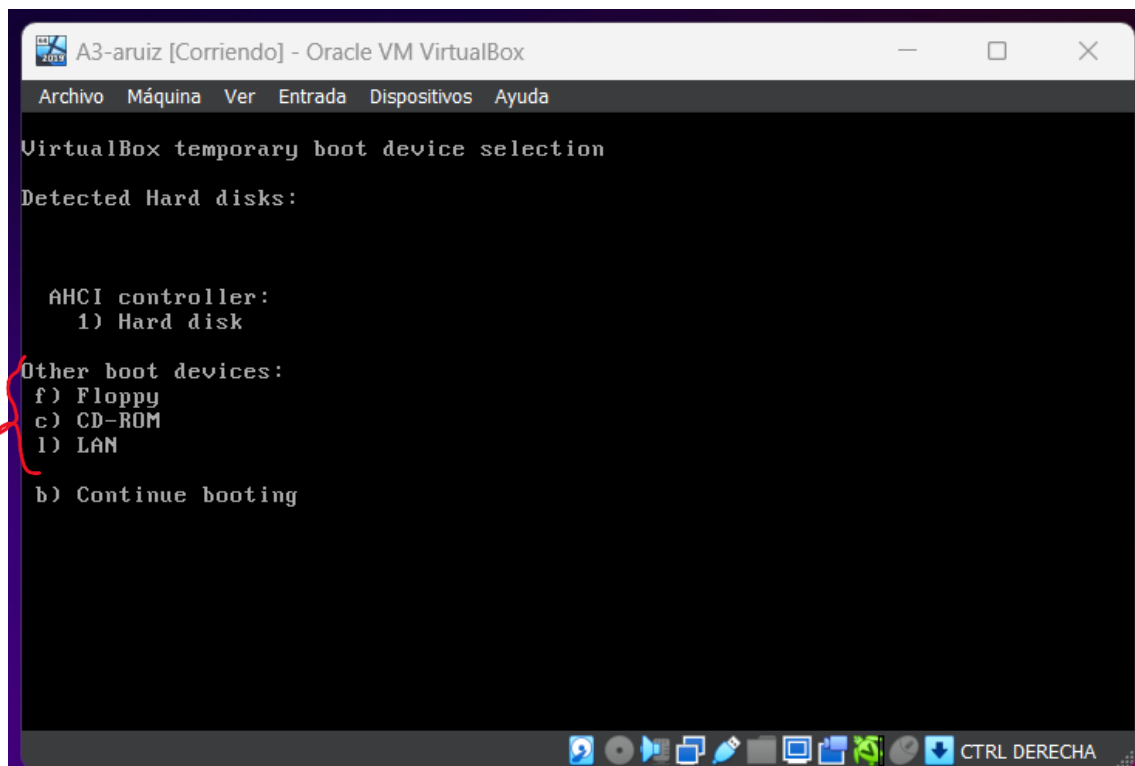 A3-aruiz [Corriendo] - Oracle VM VirtualBox
Archivo Máquina Ver Entrada Dispositivos Ayuda
VirtualBox temporary boot device selection
Detected Hard disks:
AHCI controller:
1) Hard disk
Other boot devices:
f) Floppy
c) CD-ROM
l) LAN
b) Continue booting
CTRL DERECHA